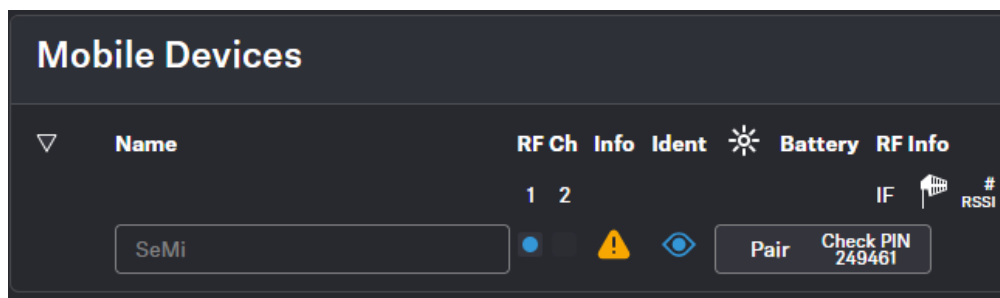 Mobile Devices
Name RF Ch Info Ident Battery RF Info
1 2 IF # RSSI
SeMi Pair Check PIN 249461